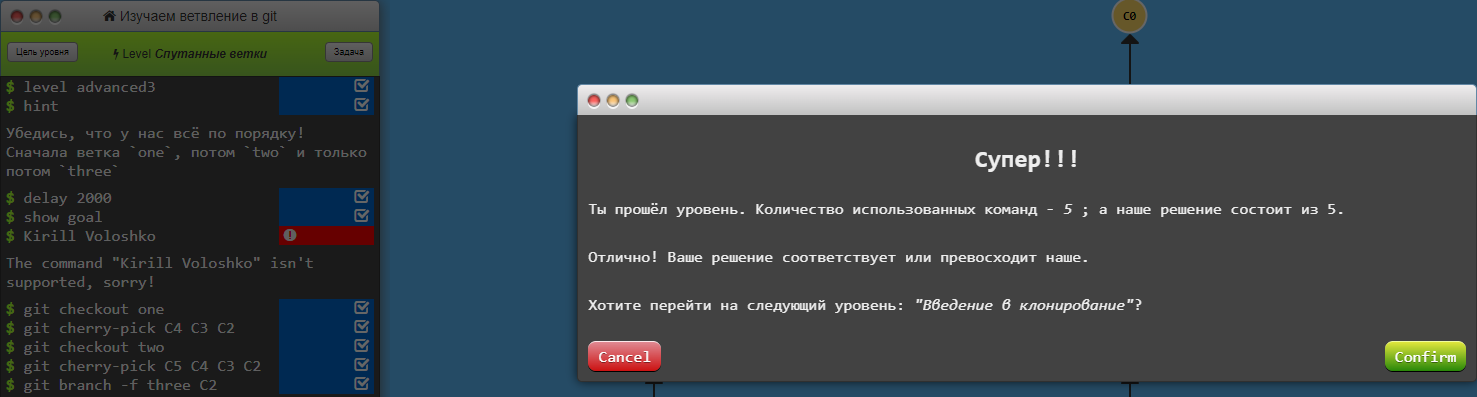 Изучаем ветвление в git
Цель уровня
Level Спутанные ветки
Задача
$ level advanced3
$ hint
Убедись, что у нас всё по порядку!
Сначала ветка `one`, потом `two` и только
потом `three`
$ delay 2000
$ show goal
$ Kirill Voloshko
The command "Kirill Voloshko" isn't
supported, sorry!
$ git checkout one
$ git cherry-pick C4 C3 C2
$ git checkout two
$ git cherry-pick C5 C4 C3 C2
$ git branch -f three C2
C0
Супер!!!
Ты прошёл уровень. Количество использованных команд - 5 ; а наше решение состоит из 5.
Отлично! Ваше решение соответствует или превосходит наше.
Хотите перейти на следующий уровень: "Введение в клонирование"?
Cancel
Confirm